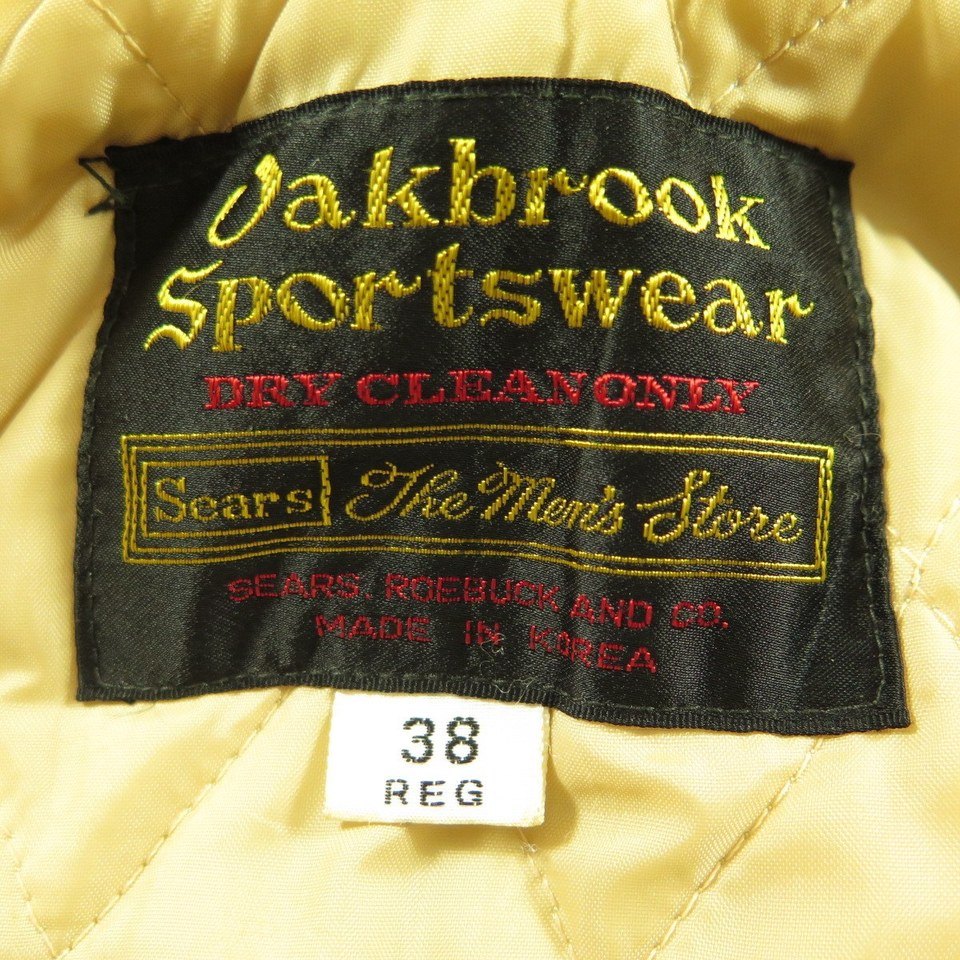 Oakbrook
Sportswear
DRY CLEAN ONLY
Sears The Men's Store
SEARS, ROEBUCK AND CO.
MADE IN KOREA
38
REG